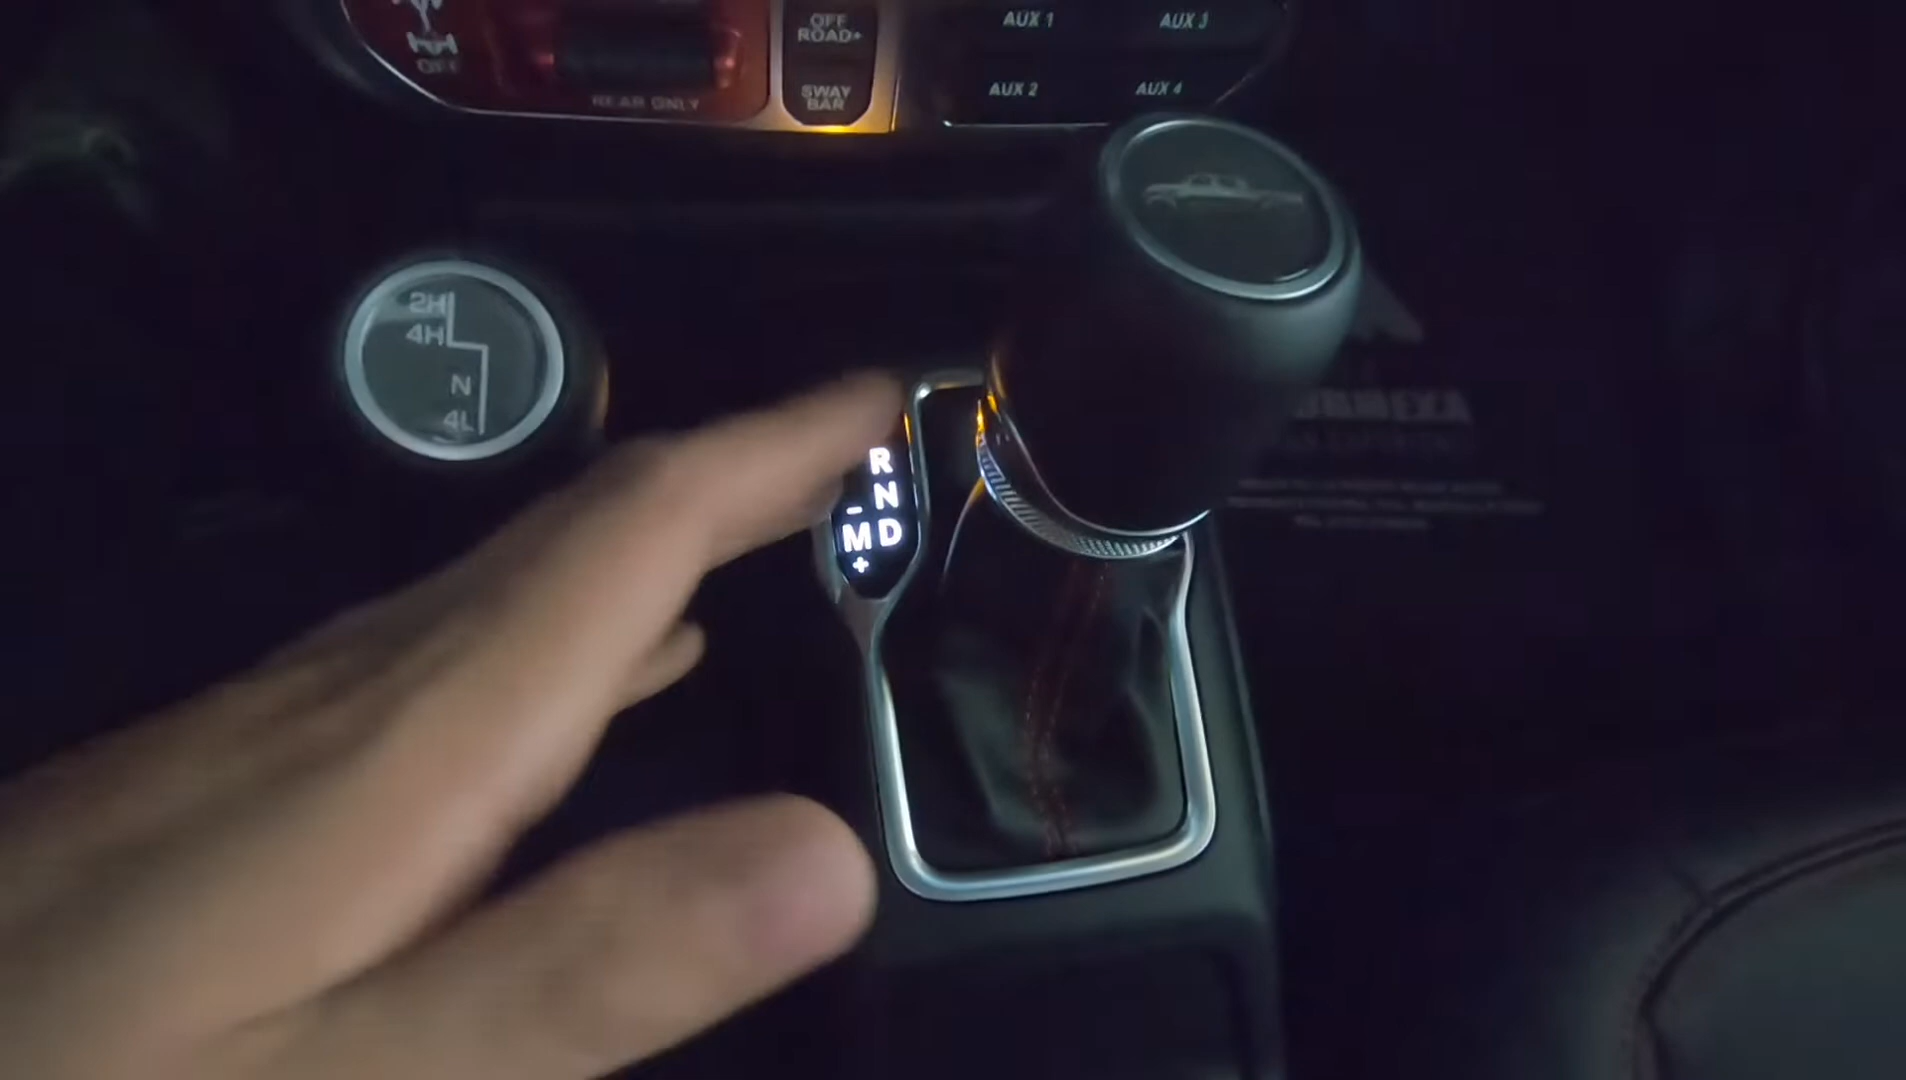 OFF
REAR ONLY
OFF
ROAD+
SWAY
BAR
AUX 1
AUX 3
AUX 2
AUX 4
2H
4H
N
4L
R
N
D
–
M
+